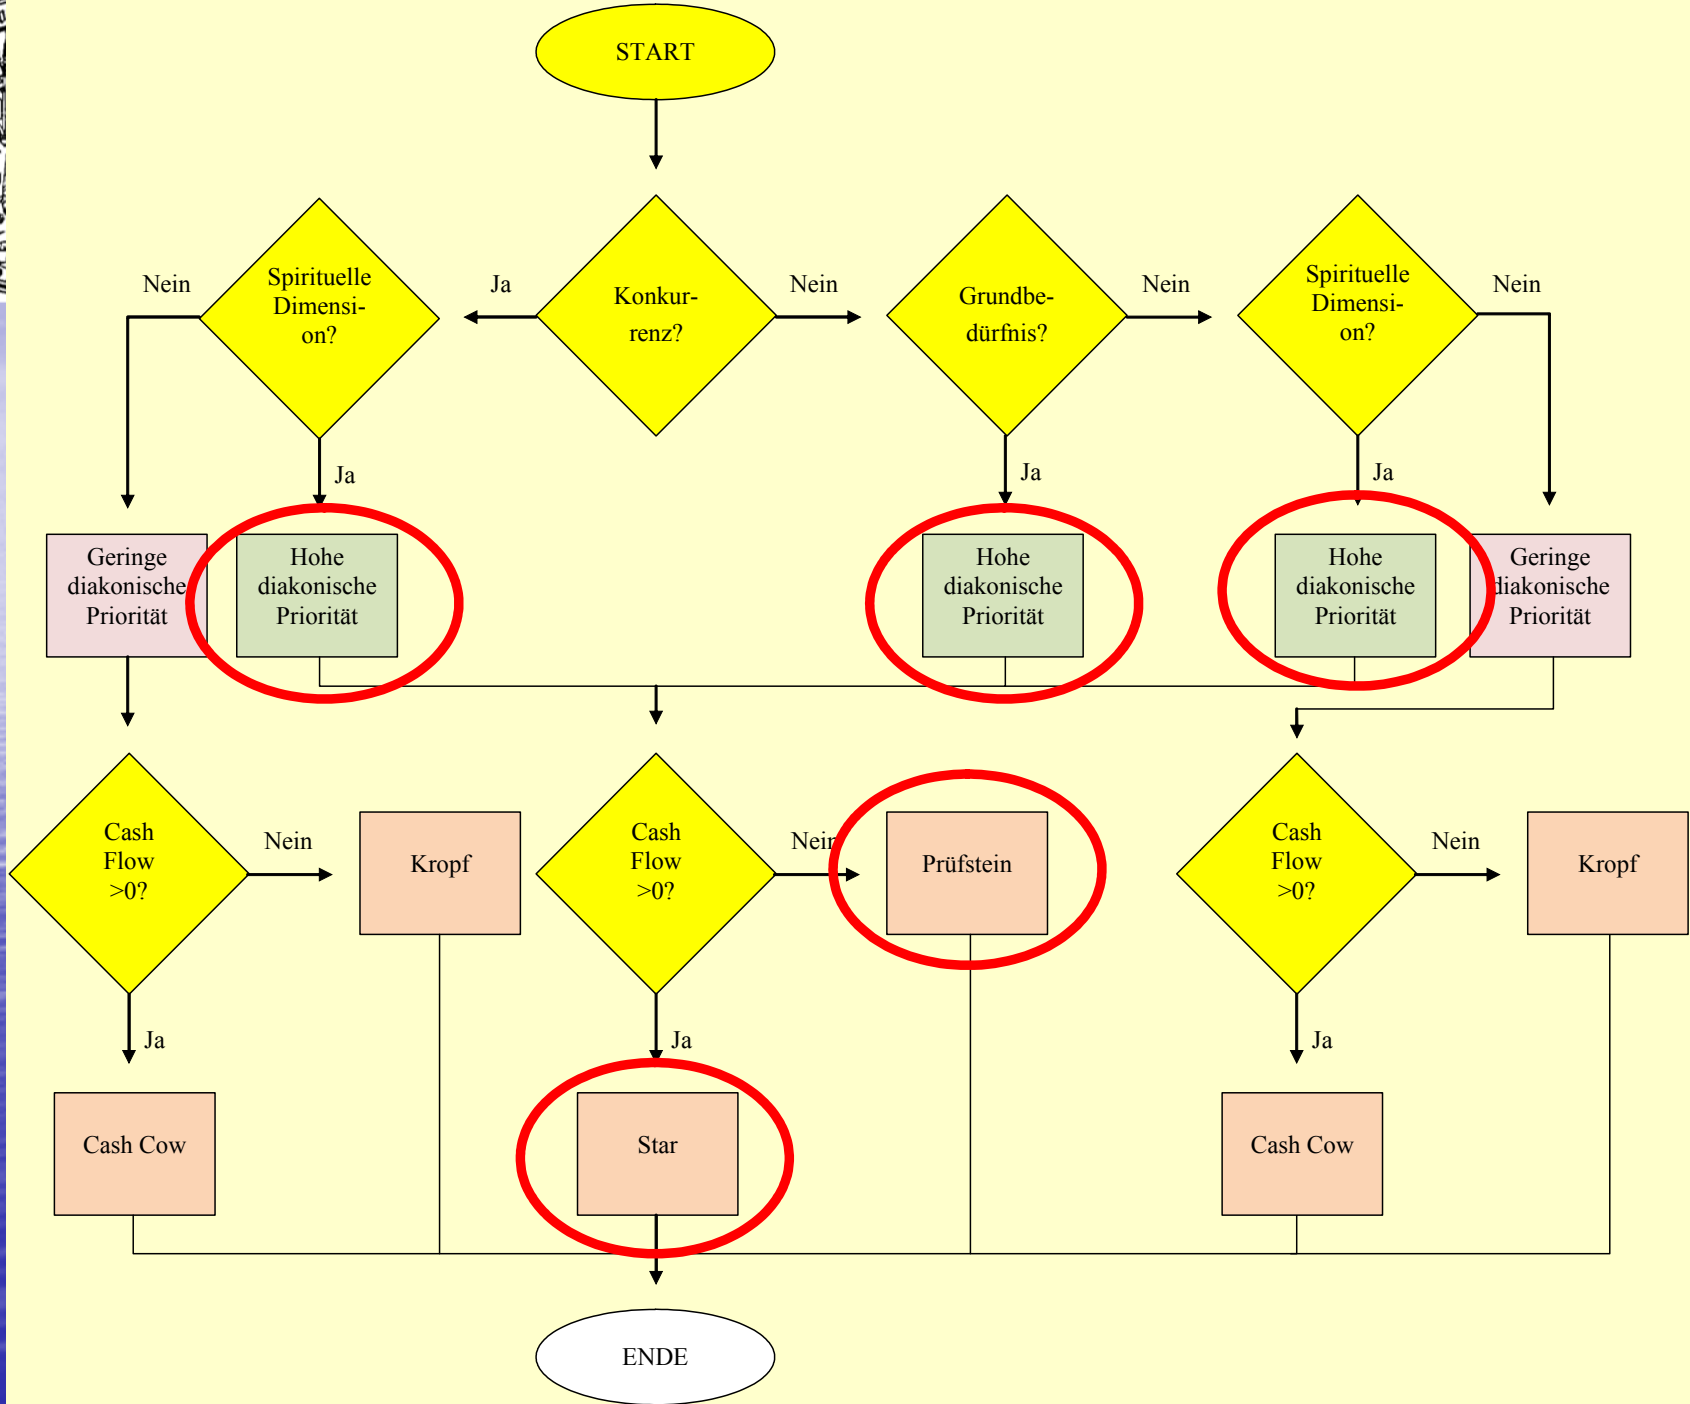 START
Nein
Spirituelle
Dimensi-
on?
Ja
Konkur-
renz?
Nein
Grundbe-
dürfnis?
Nein
Spirituelle
Dimensi-
on?
Nein
Ja
Ja
Ja
Geringe
diakonische
Priorität
Hohe
diakonische
Priorität
Hohe
diakonische
Priorität
Hohe
diakonische
Priorität
Geringe
diakonische
Priorität
Cash
Flow
>0?
Nein
Kropf
Cash
Flow
>0?
Nein
Prüfstein
Cash
Flow
>0?
Nein
Kropf
Ja
Ja
Ja
Cash Cow
Star
Cash Cow
ENDE